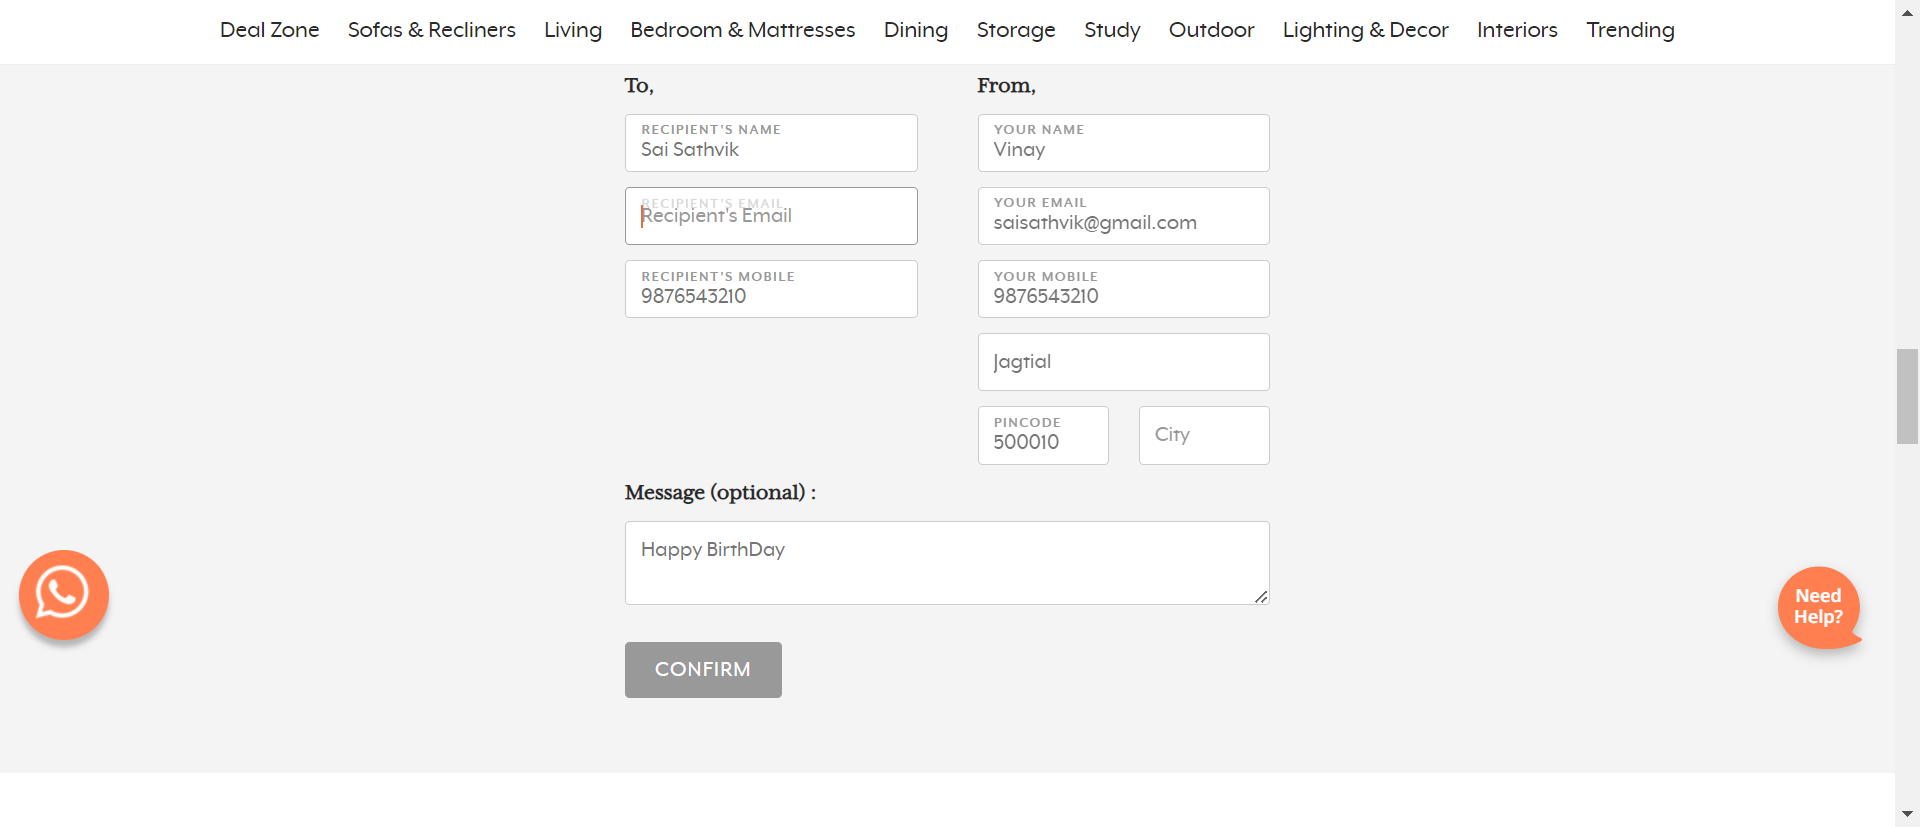 Deal Zone Sofas & Recliners Living Bedroom & Mattresses Dining Storage Study Outdoor Lighting & Decor Interiors Trending
To,
RECIPIENT'S NAME
Sai Sathvik
RECIPIENT'S EMAIL
Recipient's Email
RECIPIENT'S MOBILE
9876543210
From,
YOUR NAME
Vinay
YOUR EMAIL
saisathvik@gmail.com
YOUR MOBILE
9876543210
Jagtial
PINCODE
500010
City
Message (optional) :
Happy BirthDay
CONFIRM
Need
Help?